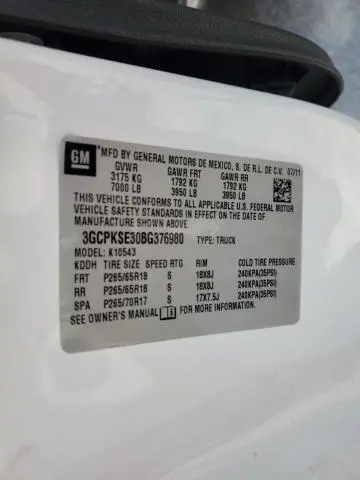 GM *MFD BY GENERAL MOTORS DE MEXICO, S. DE R.L. DE C.V. 07/11
GVWR GAWR FRT GAWR RR
3175 KG 1792 KG 1792 KG
7000 LB 3950 LB 3950 LB
THIS VEHICLE CONFORMS TO ALL APPLICABLE U.S. FEDERAL MOTOR
VEHICLE SAFETY STANDARDS IN EFFECT ON THE DATE OF
MANUFACTURE SHOWN ABOVE.
3GCPKSE30BG376980 TYPE: TRUCK
MODEL: K10543
KDDH TIRE SIZE SPEED RTG RIM COLD TIRE PRESSURE
FRT P265/65R18 S 18X8J 240KPA(35PSI)
RR P265/65R18 S 18X8J 240KPA(35PSI)
SPA P265/70R17 S 17X7.5J 240KPA(35PSI)
SEE OWNER'S MANUAL FOR MORE INFORMATION.